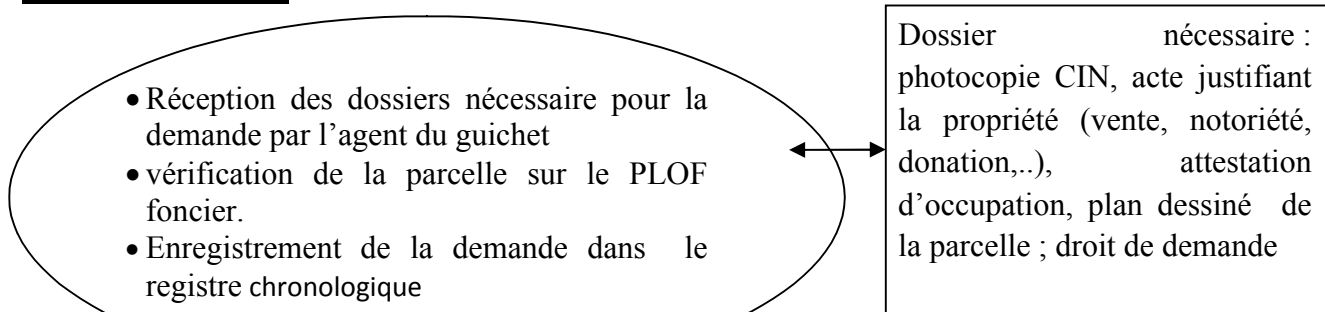 • Réception des dossiers nécessaire pour la
demande par l’agent du guichet
• vérification de la parcelle sur le PLOF
foncier.
• Enregistrement de la demande dans le
registre chronologique
Dossier nécessaire :
photocopie CIN, acte justifiant
la propriété (vente, notoriété,
donation,..), attestation
d’occupation, plan dessiné de
la parcelle ; droit de demande